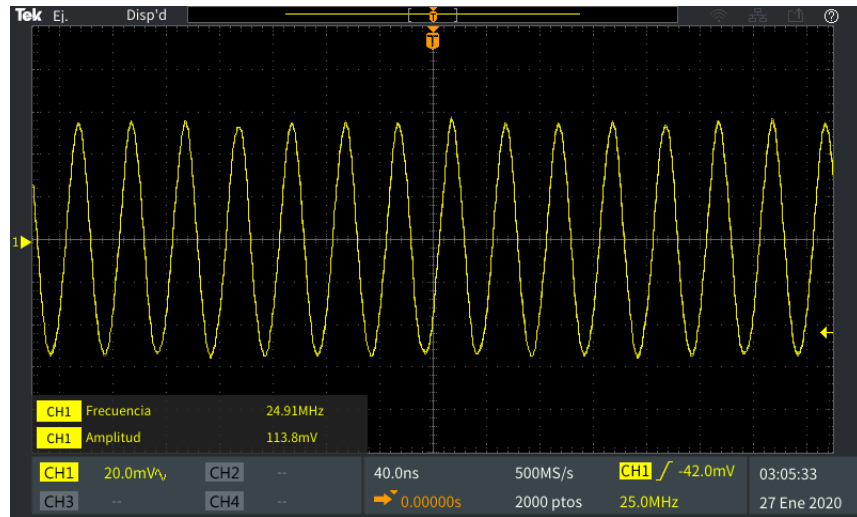 Tek Ej. Disp'd
T
T
1
CH1 Frecuencia 24.91MHz
CH1 Amplitud 113.8mV
CH1 20.0mV CH2 -- 40.0ns 500MS/s CH1 -42.0mV 03:05:33
CH3 -- CH4 -- 0.00000s 2000 ptos 25.0MHz 27 Ene 2020